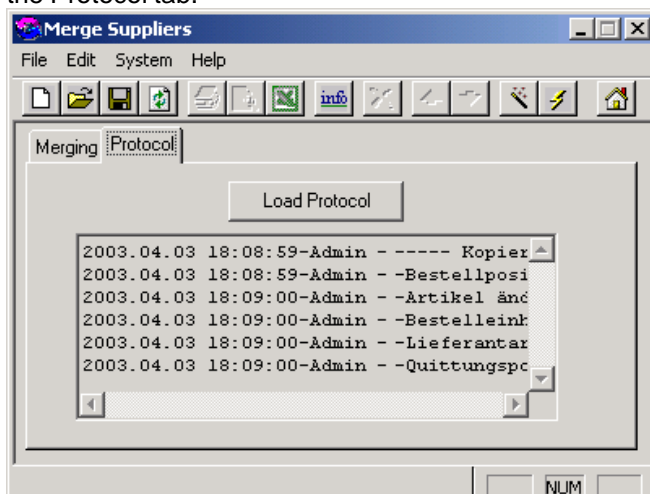 the Protocol tab.
Merge Suppliers
File Edit System Help
info
Merging Protocol
Load Protocol
2003.04.03 18:08:59-Admin - ----- Kopier
2003.04.03 18:08:59-Admin - -Bestellposi
2003.04.03 18:09:00-Admin - -Artikel änd
2003.04.03 18:09:00-Admin - -Bestelleinh
2003.04.03 18:09:00-Admin - -Lieferantar
2003.04.03 18:09:00-Admin - -Quittungspo
NUM